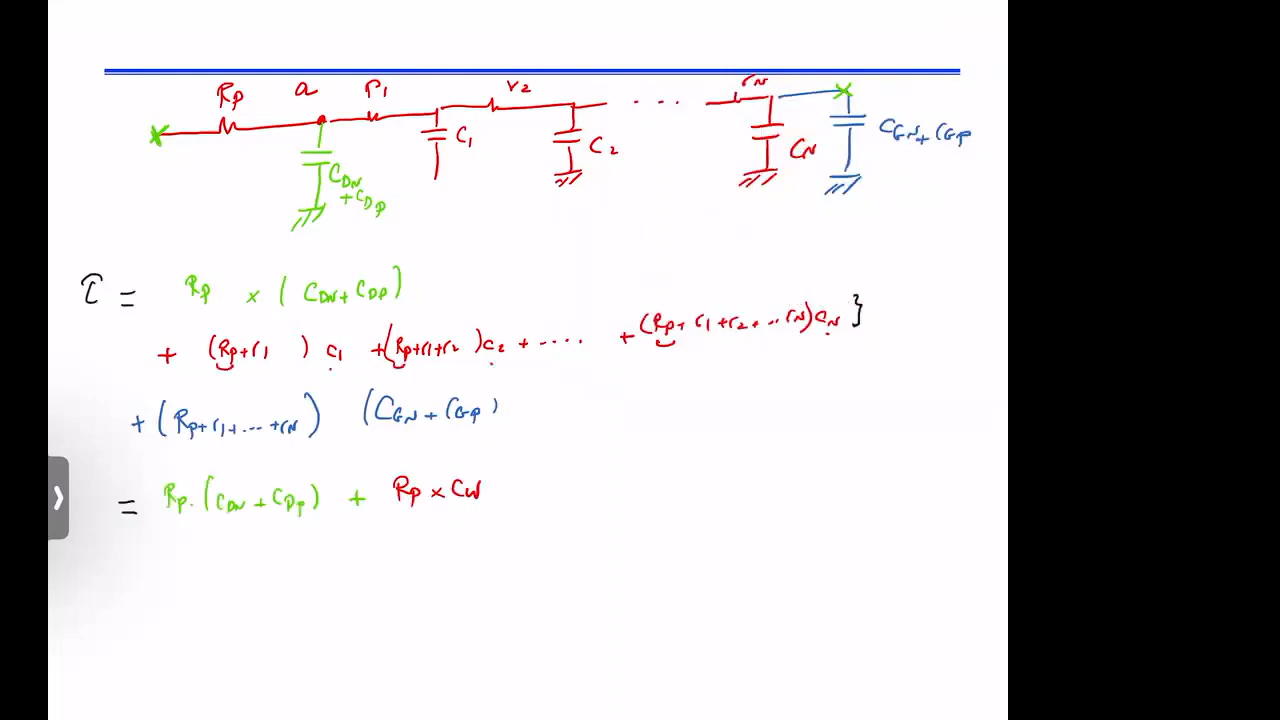 Rp a r1 r2 ... rN
C1 C2 CN CGN+CGP
CDN
+CDP
τ = Rp × (CDN+CDP)
+ (Rp+r1 ) C1 +(Rp+r1+r2 )C2 + ..... +(Rp+r1+r2+...rN)CN }
+(Rp+r1+...+rN) (CGN+CGP)
= Rp.(CDN+CDP) + Rp×CW